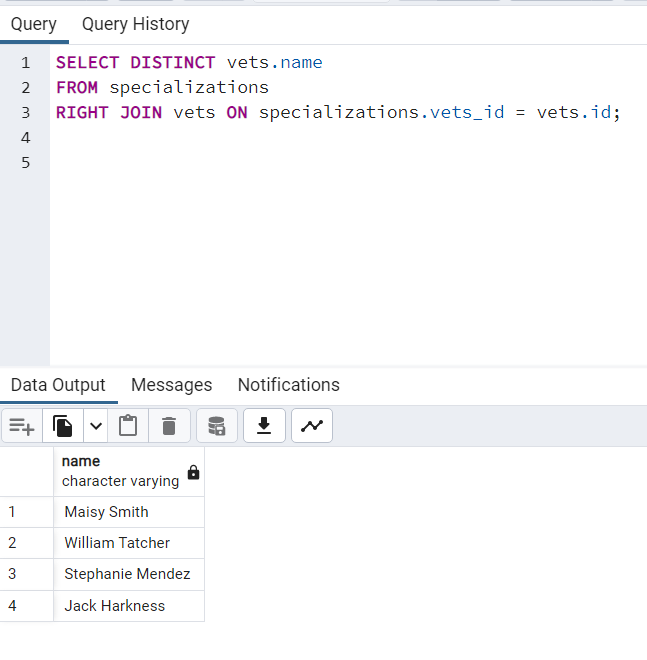 Query Query History
1 SELECT DISTINCT vets.name
2 FROM specializations
3 RIGHT JOIN vets ON specializations.vets_id = vets.id;
4
5
Data Output Messages Notifications
name
character varying
1 Maisy Smith
2 William Tatcher
3 Stephanie Mendez
4 Jack Harkness